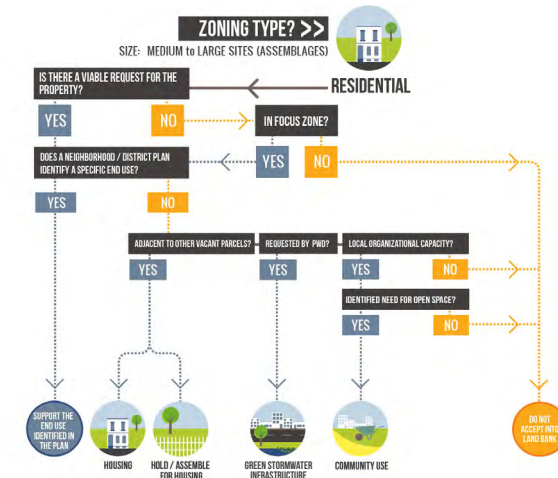 ZONING TYPE? >>
SIZE: MEDIUM to LARGE SITES (ASSEMBLAGES)
RESIDENTIAL
IS THERE A VIABLE REQUEST FOR THE
PROPERTY?
YES
NO
IN FOCUS ZONE?
YES
NO
DOES A NEIGHBORHOOD / DISTRICT PLAN
IDENTIFY A SPECIFIC END USE?
YES
NO
ADJACENT TO OTHER VACANT PARCELS?
REQUESTED BY PWD?
LOCAL ORGANIZATIONAL CAPACITY?
YES
YES
YES
NO
IDENTIFIED NEED FOR OPEN SPACE?
YES
NO
SUPPORT THE
END USE
IDENTIFIED IN
THE PLAN
HOUSING
HOLD / ASSEMBLE
FOR HOUSING
GREEN STORMWATER
INFRASTRUCTURE
COMMUNITY USE
DO NOT
ACCEPT INTO
LAND BANK